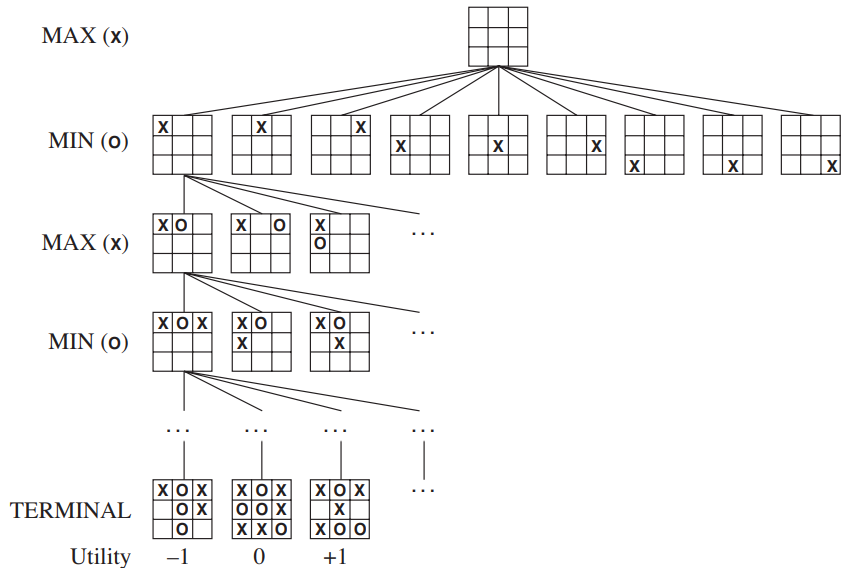 MAX (X)
MIN (O)
X X X
X X X
X X X
MAX (X)
X O X O X
O
...
MIN (O)
X O X X O X O
X X
...
... ... ... ...
TERMINAL
X O X X O X X O X
O X O O X X
O X X O X O O
...
Utility –1 0 +1